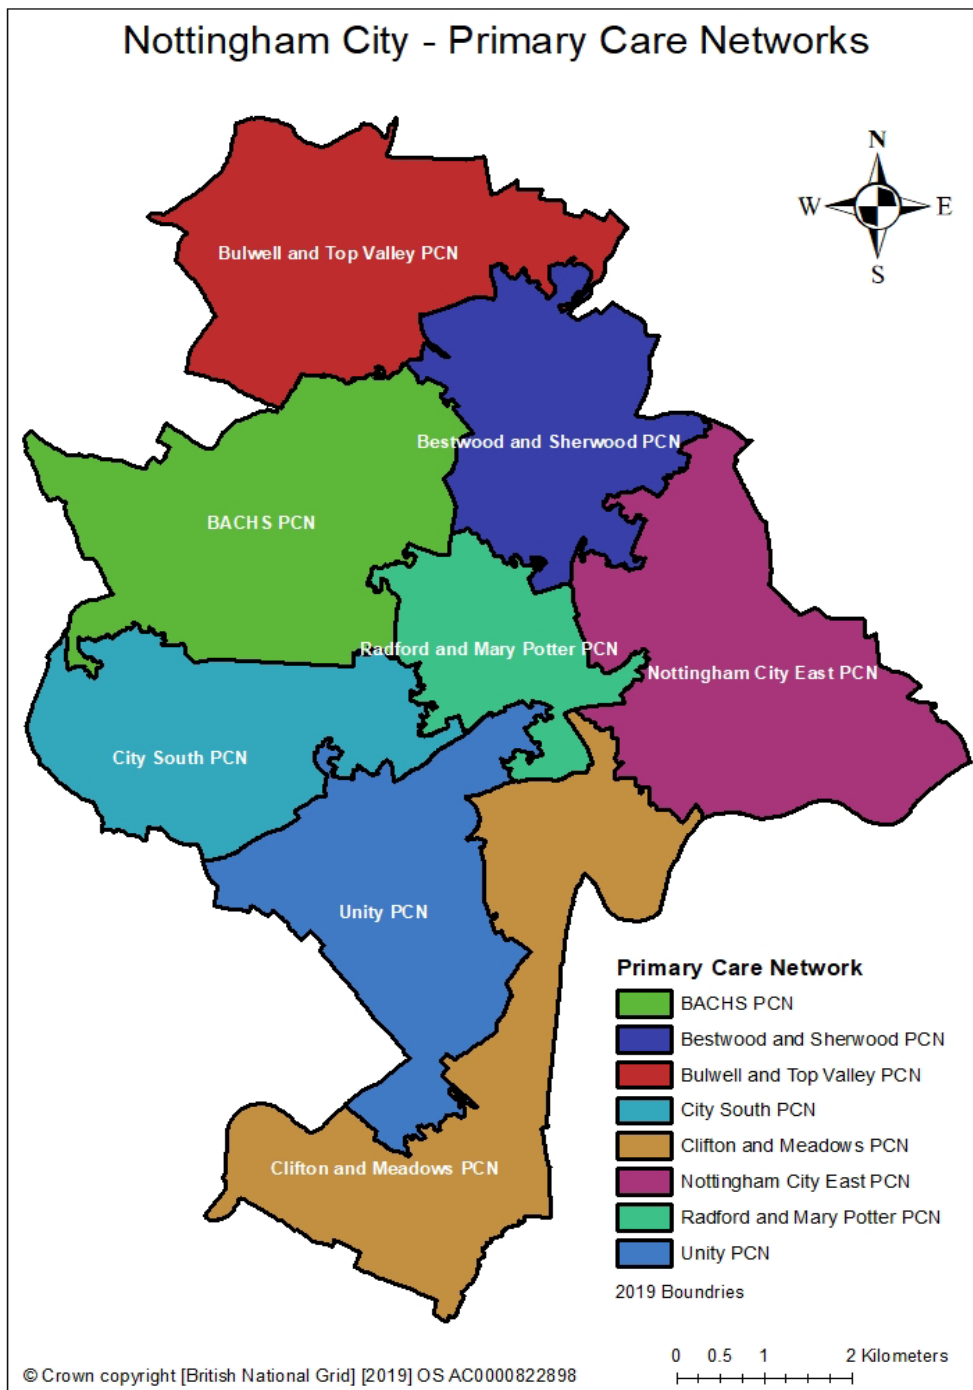 Nottingham City - Primary Care Networks
N
W E
S
Bulwell and Top Valley PCN
Bestwood and Sherwood PCN
BACHS PCN
Radford and Mary Potter PCN
Nottingham City East PCN
City South PCN
Unity PCN
Clifton and Meadows PCN
Primary Care Network
BACHS PCN
Bestwood and Sherwood PCN
Bulwell and Top Valley PCN
City South PCN
Clifton and Meadows PCN
Nottingham City East PCN
Radford and Mary Potter PCN
Unity PCN
2019 Boundries
0 0.5 1 2 Kilometers
© Crown copyright [British National Grid] [2019] OS AC0000822898